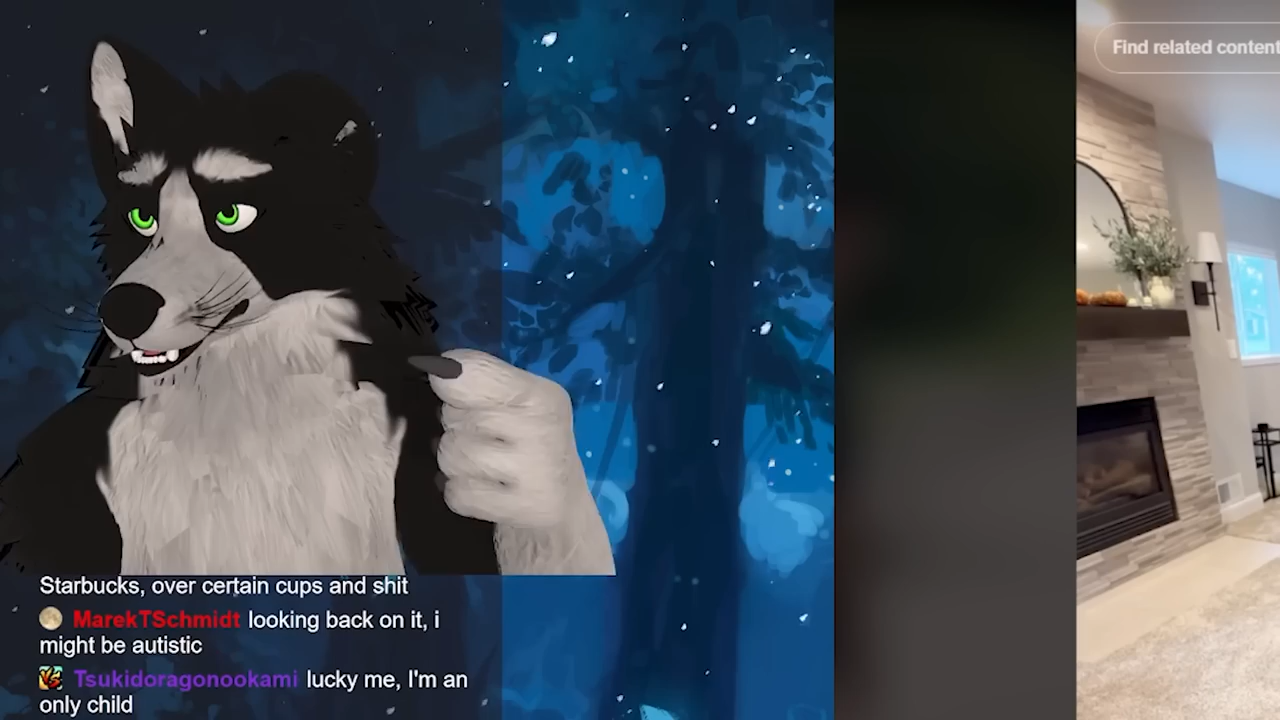 Find related content
Starbucks, over certain cups and shit
MarekTSchmidt looking back on it, i
might be autistic
Tsukidoragonookami lucky me, I'm an
only child